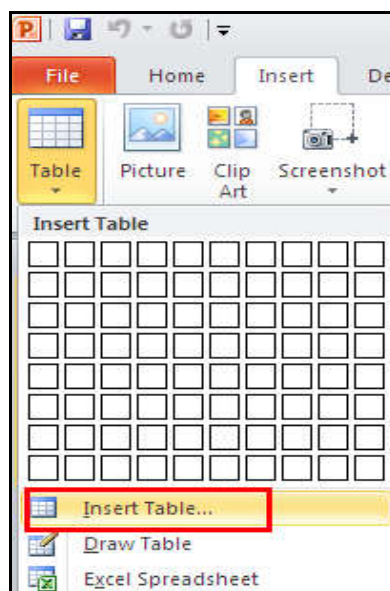 P
File Home Insert De
Table Picture Clip Art Screenshot
Insert Table
Insert Table...
Draw Table
Excel Spreadsheet